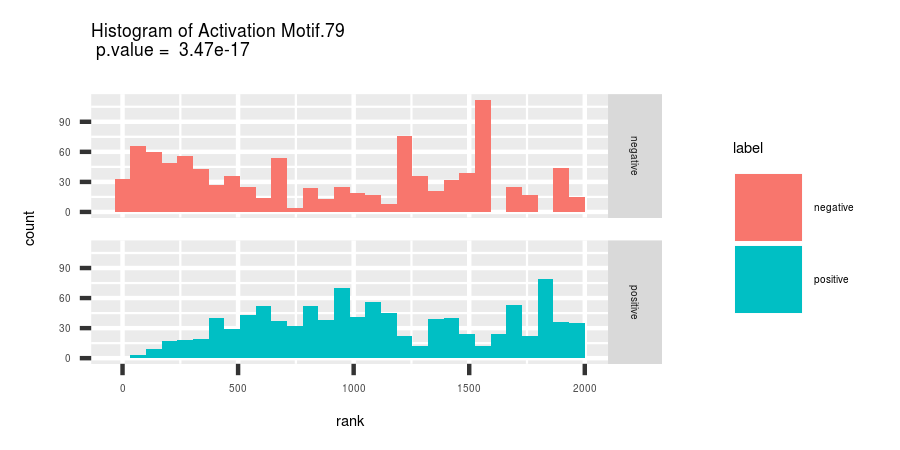 Histogram of Activation Motif.79
p.value = 3.47e-17
count
90
60
30
0
negative
90
60
30
0
positive
0
500
1000
1500
2000
rank
label
negative
positive